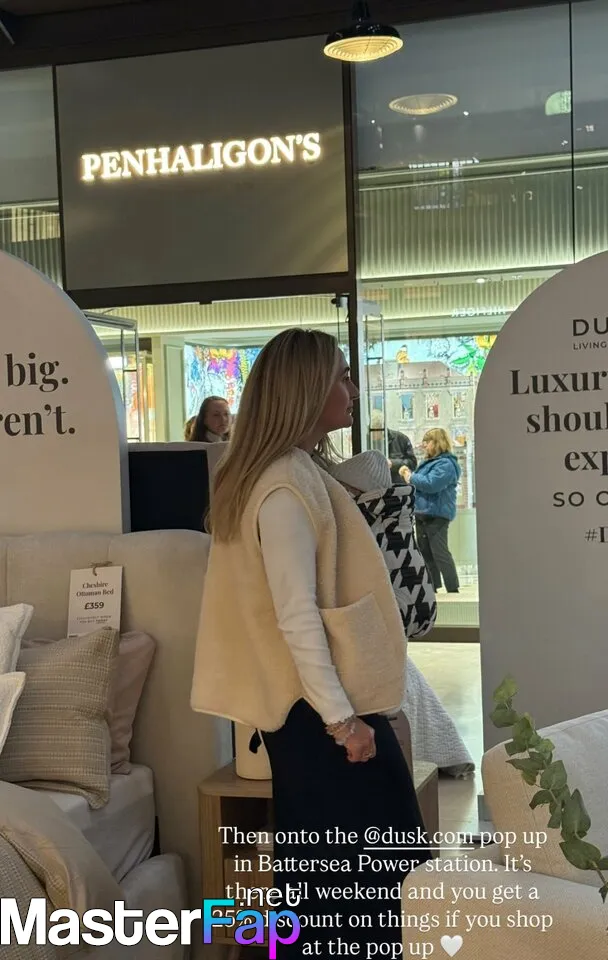 PENHALIGON'S
big.
ren't.
DU
LIVING
Luxur
shoul
exp
SO C
#D
Cheshire
Ottoman Bed
£359
Then onto the @dusk.com pop up
in Battersea Power station. It's
weekend and you get a
25% discount on things if you shop
at the pop up 🤍
MasterFap
.net